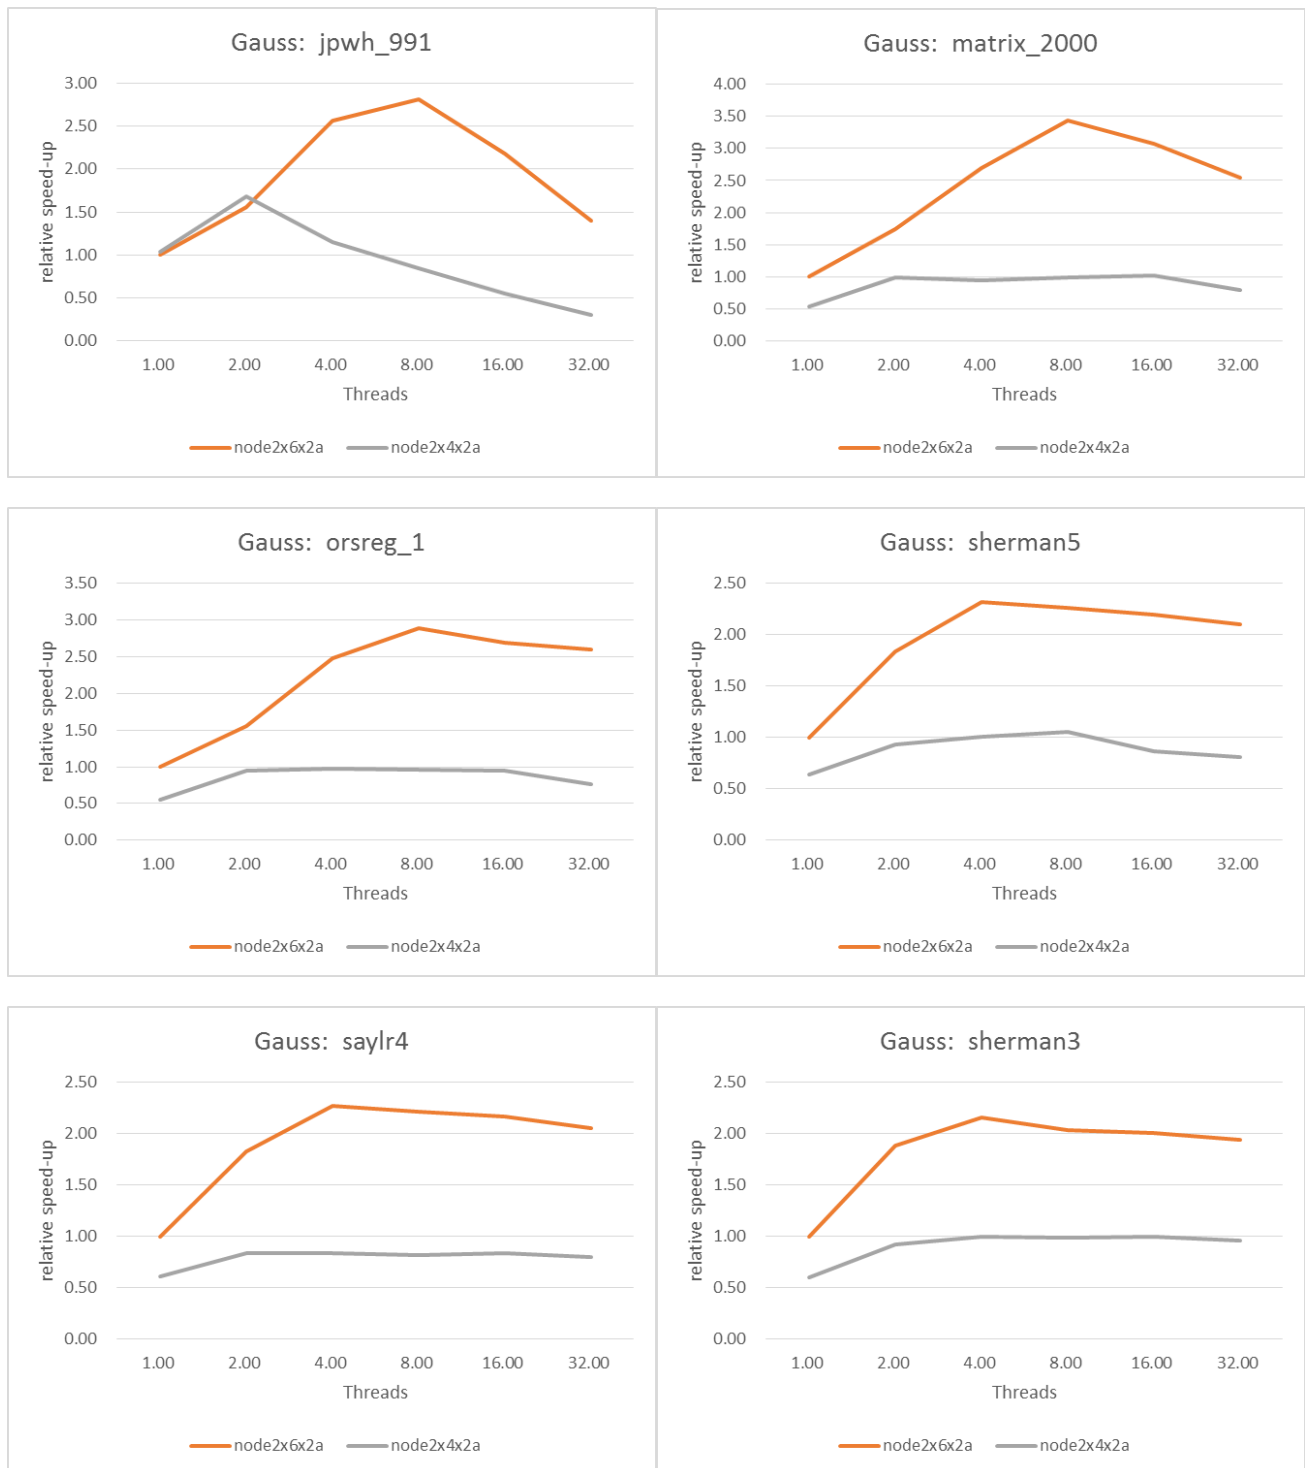 Gauss:  jpwh_991
3.00
2.50
2.00
1.50
1.00
0.50
0.00
relative speed-up
1.00 2.00 4.00 8.00 16.00 32.00
Threads
node2x6x2a node2x4x2a
Gauss:  matrix_2000
4.00
3.50
3.00
2.50
2.00
1.50
1.00
0.50
0.00
relative speed-up
1.00 2.00 4.00 8.00 16.00 32.00
Threads
node2x6x2a node2x4x2a
Gauss:  orsreg_1
3.50
3.00
2.50
2.00
1.50
1.00
0.50
0.00
relative speed-up
1.00 2.00 4.00 8.00 16.00 32.00
Threads
node2x6x2a node2x4x2a
Gauss:  sherman5
2.50
2.00
1.50
1.00
0.50
0.00
relative speed-up
1.00 2.00 4.00 8.00 16.00 32.00
Threads
node2x6x2a node2x4x2a
Gauss:  saylr4
2.50
2.00
1.50
1.00
0.50
0.00
relative speed-up
1.00 2.00 4.00 8.00 16.00 32.00
Threads
node2x6x2a node2x4x2a
Gauss:  sherman3
2.50
2.00
1.50
1.00
0.50
0.00
relative speed-up
1.00 2.00 4.00 8.00 16.00 32.00
Threads
node2x6x2a node2x4x2a